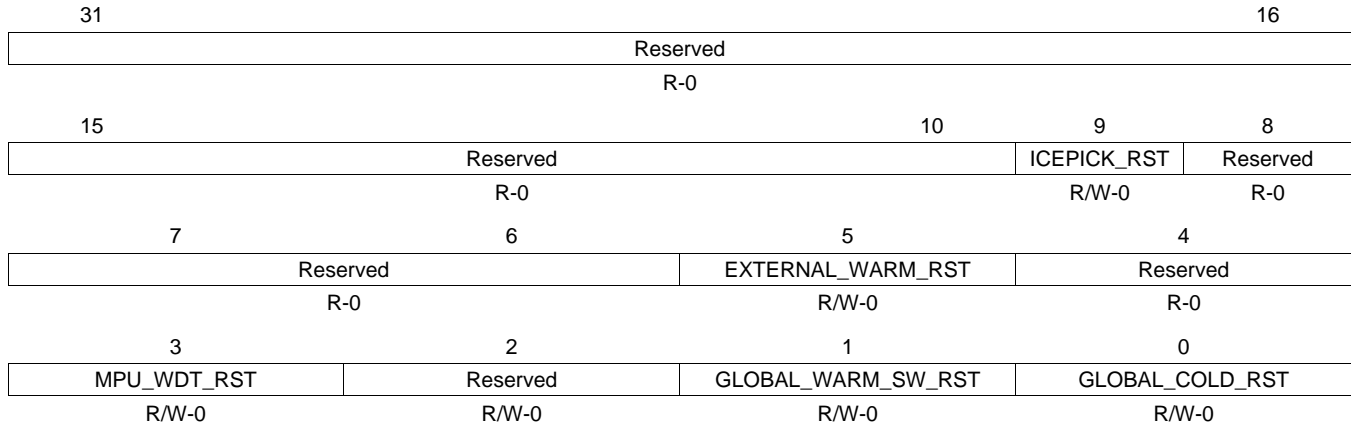 31 16
Reserved
R-0
15 10 9 8
Reserved ICEPICK_RST Reserved
R-0 R/W-0 R-0
7 6 5 4
Reserved EXTERNAL_WARM_RST Reserved
R-0 R/W-0 R-0
3 2 1 0
MPU_WDT_RST Reserved GLOBAL_WARM_SW_RST GLOBAL_COLD_RST
R/W-0 R/W-0 R/W-0 R/W-0